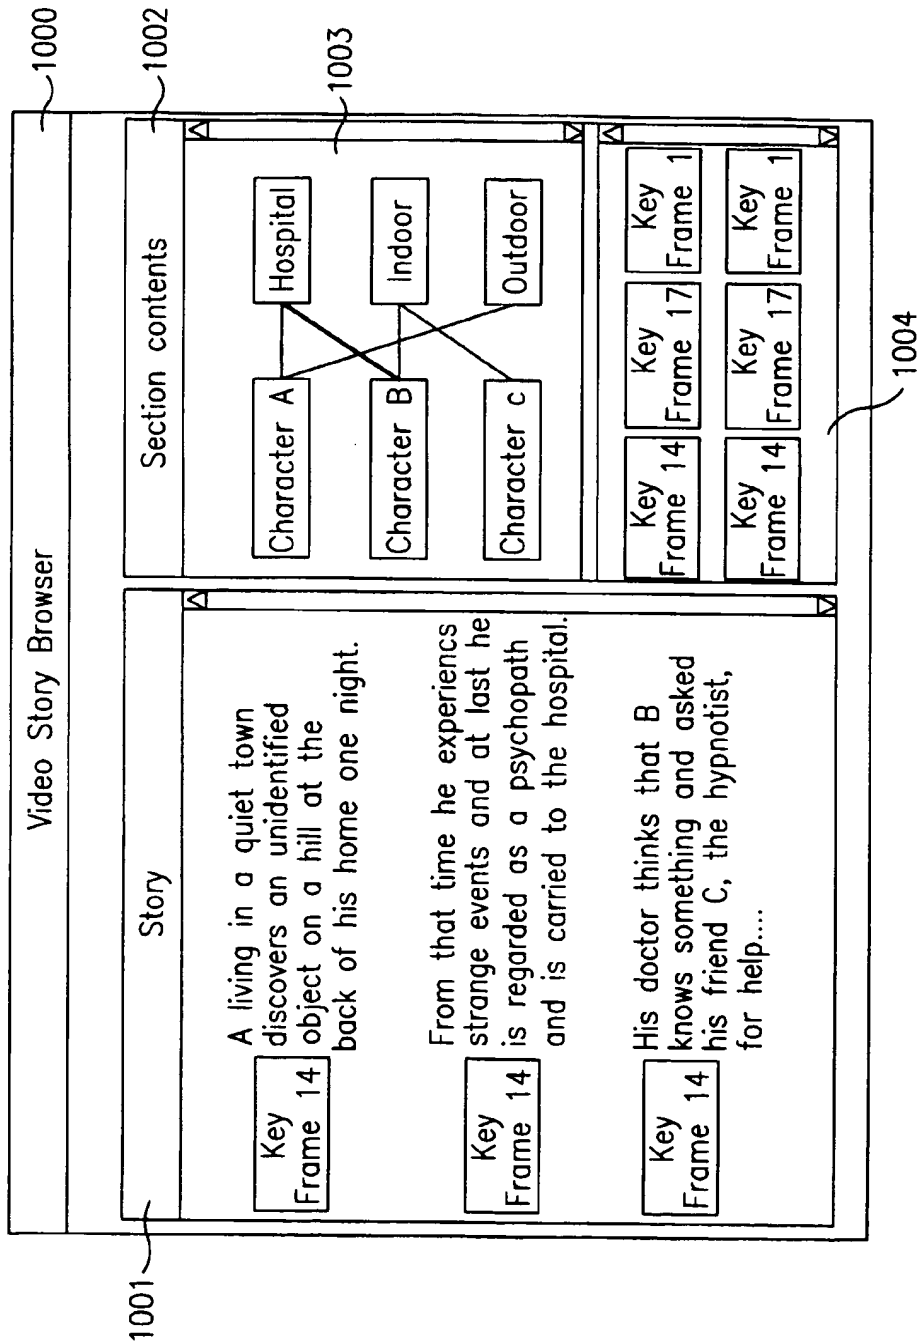 Video Story Browser
1000
1001
Story
Key
Frame 14
A living in a quiet town
discovers an unidentified
object on a hill at the
back of his home one night.
Key
Frame 14
From that time he experiencs
strange events and at last he
is regarded as a psychopath
and is carried to the hospital.
Key
Frame 14
His doctor thinks that B
knows something and asked
his friend C, the hypnotist,
for help....
Section contents
1002
Character A
Hospital
1003
Character B
Indoor
Character c
Outdoor
Key
Frame 14
Key
Frame 17
Key
Frame 1
Key
Frame 14
Key
Frame 17
Key
Frame 1
1004